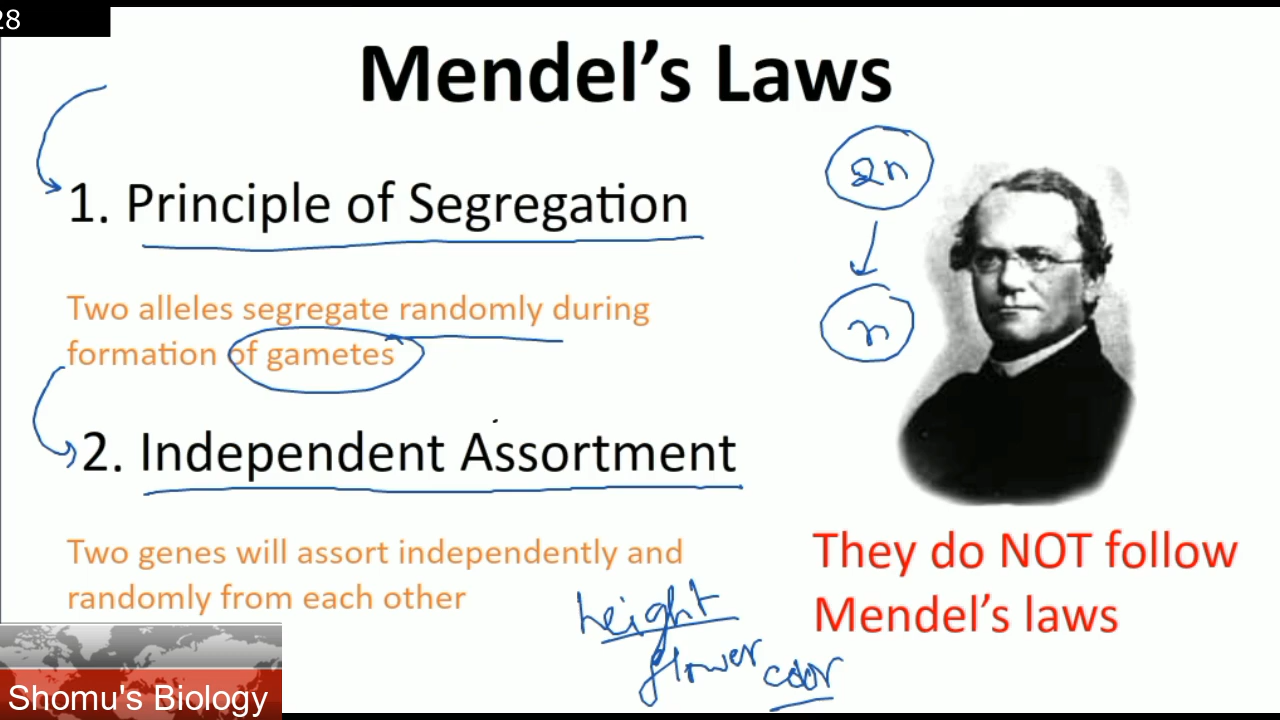 28
Mendel's Laws
1. Principle of Segregation
2n
Two alleles segregate randomly during
formation of gametes
n
2. Independent Assortment
Two genes will assort independently and
randomly from each other
They do NOT follow
Mendel's laws
height
flower
Shomu's Biology